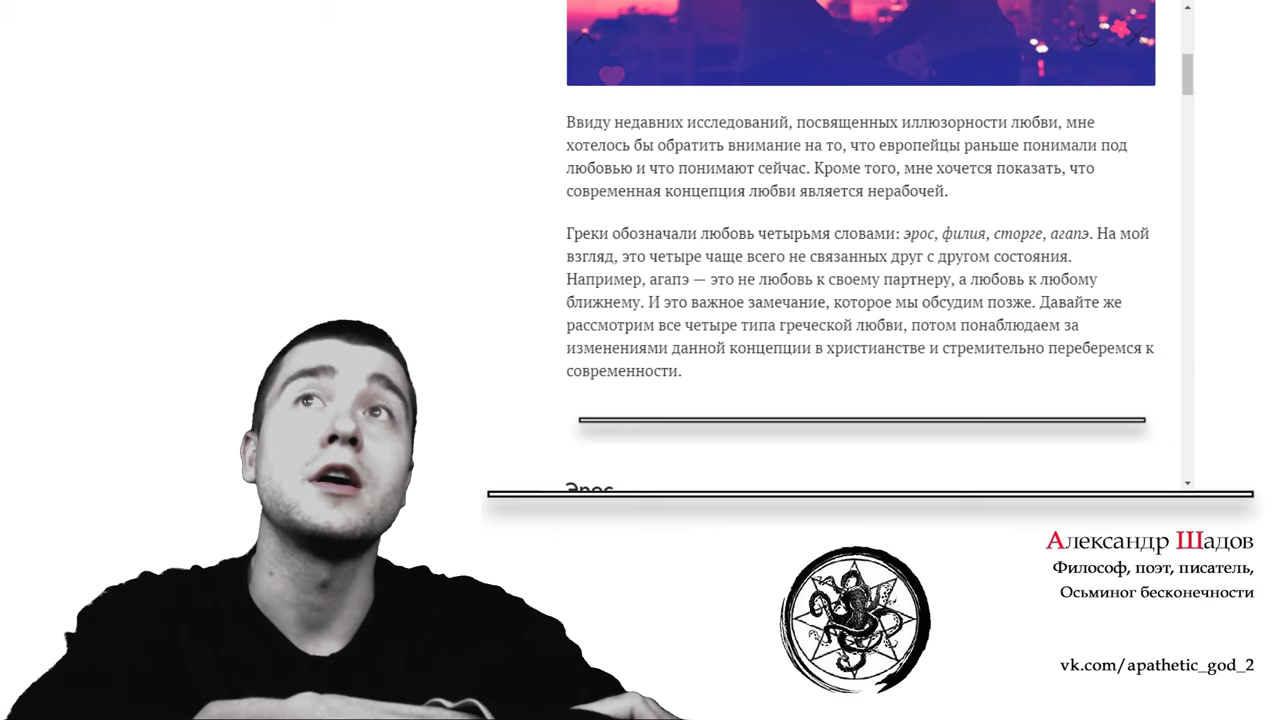 Ввиду недавних исследований, посвященных иллюзорности любви, мне
хотелось бы обратить внимание на то, что европейцы раньше понимали под
любовью и что понимают сейчас. Кроме того, мне хочется показать, что
современная концепция любви является нерабочей.
Греки обозначали любовь четырьмя словами: эрос, филия, сторге, агапэ. На мой
взгляд, это четыре чаще всего не связанных друг с другом состояния.
Например, агапэ — это не любовь к своему партнеру, а любовь к любому
ближнему. И это важное замечание, которое мы обсудим позже. Давайте же
рассмотрим все четыре типа греческой любви, потом понаблюдаем за
изменениями данной концепции в христианстве и стремительно переберемся к
современности.
Эрос
Александр Шадов
Философ, поэт, писатель,
Осьминог бесконечности
vk.com/apathetic_god_2